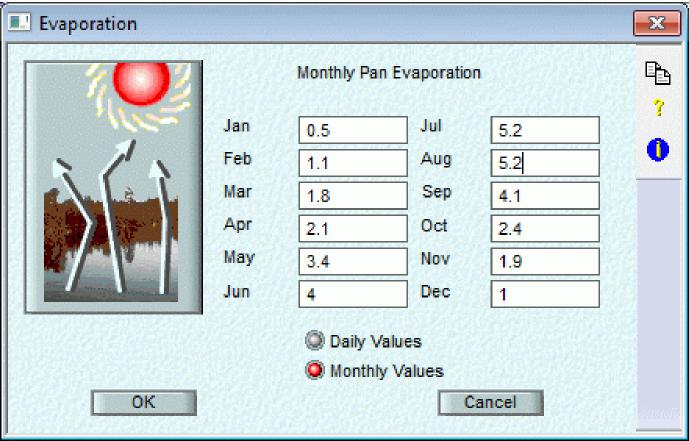 Evaporation
Monthly Pan Evaporation
Jan 0.5 Jul 5.2
Feb 1.1 Aug 5.2
Mar 1.8 Sep 4.1
Apr 2.1 Oct 2.4
May 3.4 Nov 1.9
Jun 4 Dec 1
Daily Values
Monthly Values
OK Cancel